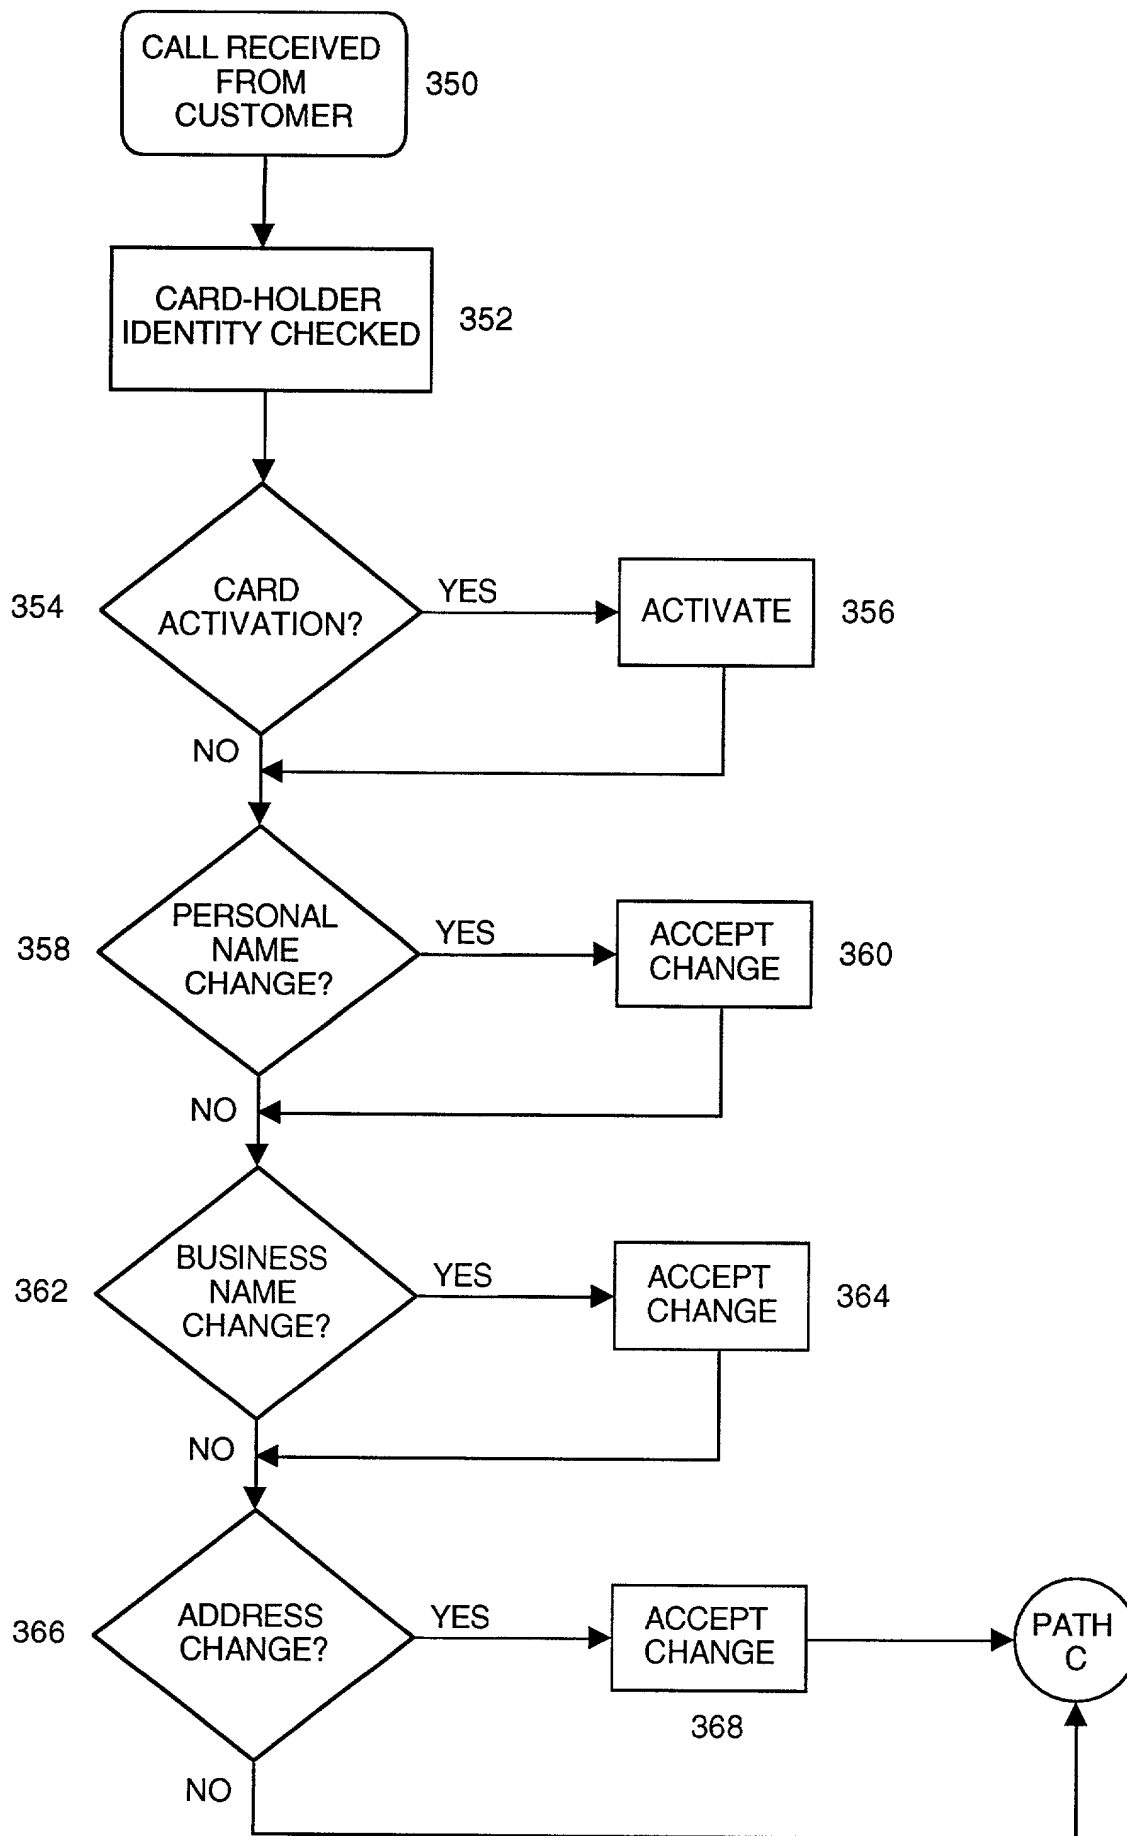 CALL RECEIVED
FROM
CUSTOMER
350
CARD-HOLDER
IDENTITY CHECKED
352
354
CARD
ACTIVATION?
YES
ACTIVATE
356
NO
358
PERSONAL
NAME
CHANGE?
YES
ACCEPT
CHANGE
360
NO
362
BUSINESS
NAME
CHANGE?
YES
ACCEPT
CHANGE
364
NO
366
ADDRESS
CHANGE?
YES
ACCEPT
CHANGE
368
PATH
C
NO